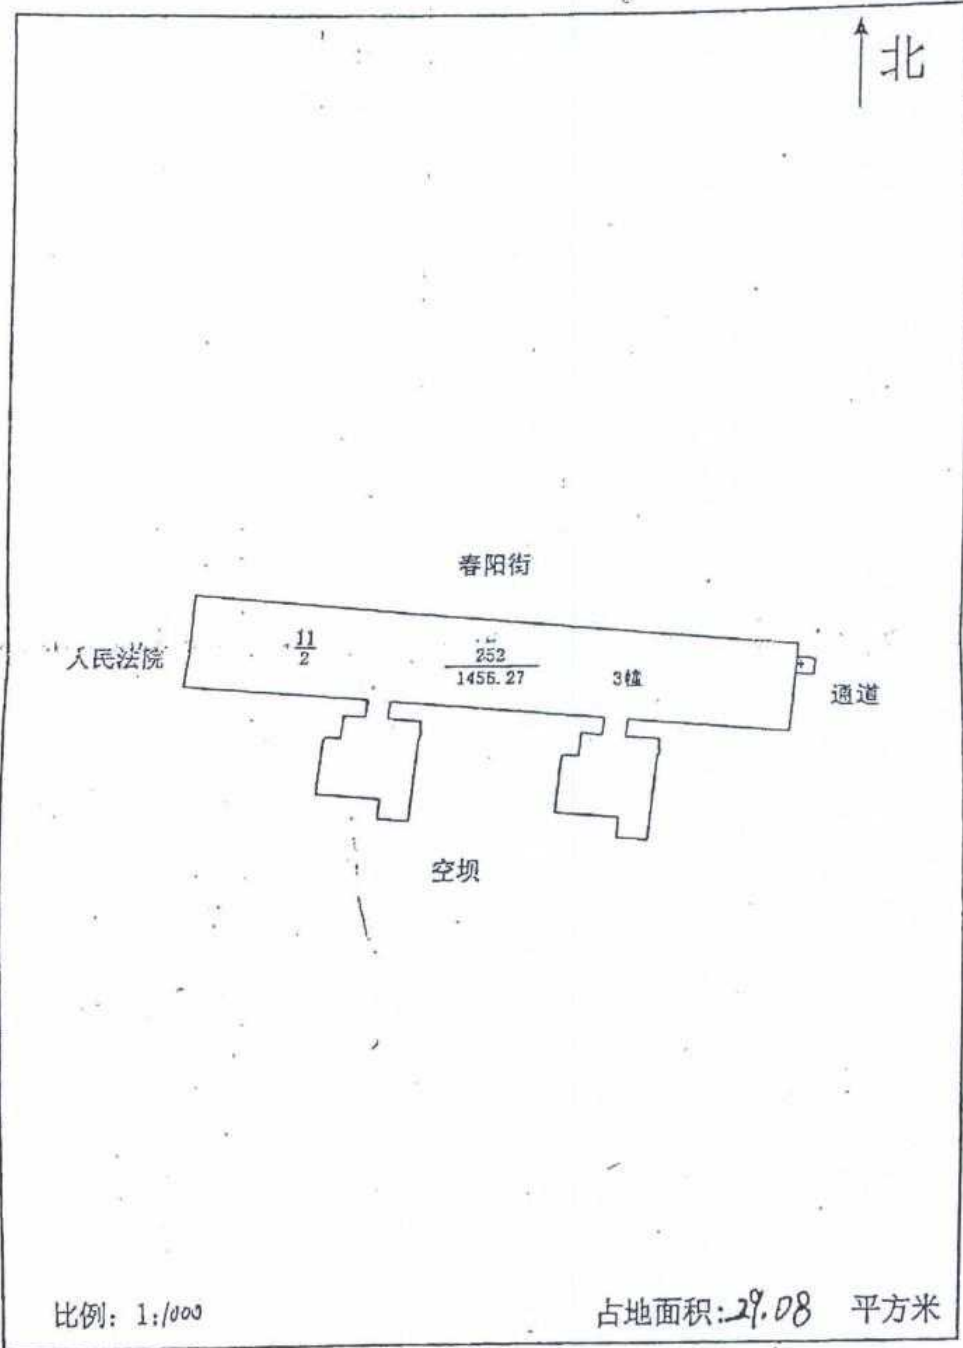 北
春阳街
人民法院
11
2
252
1456.27
3幢
通道
空坝
比例：1:1000
占地面积：29.08 平方米